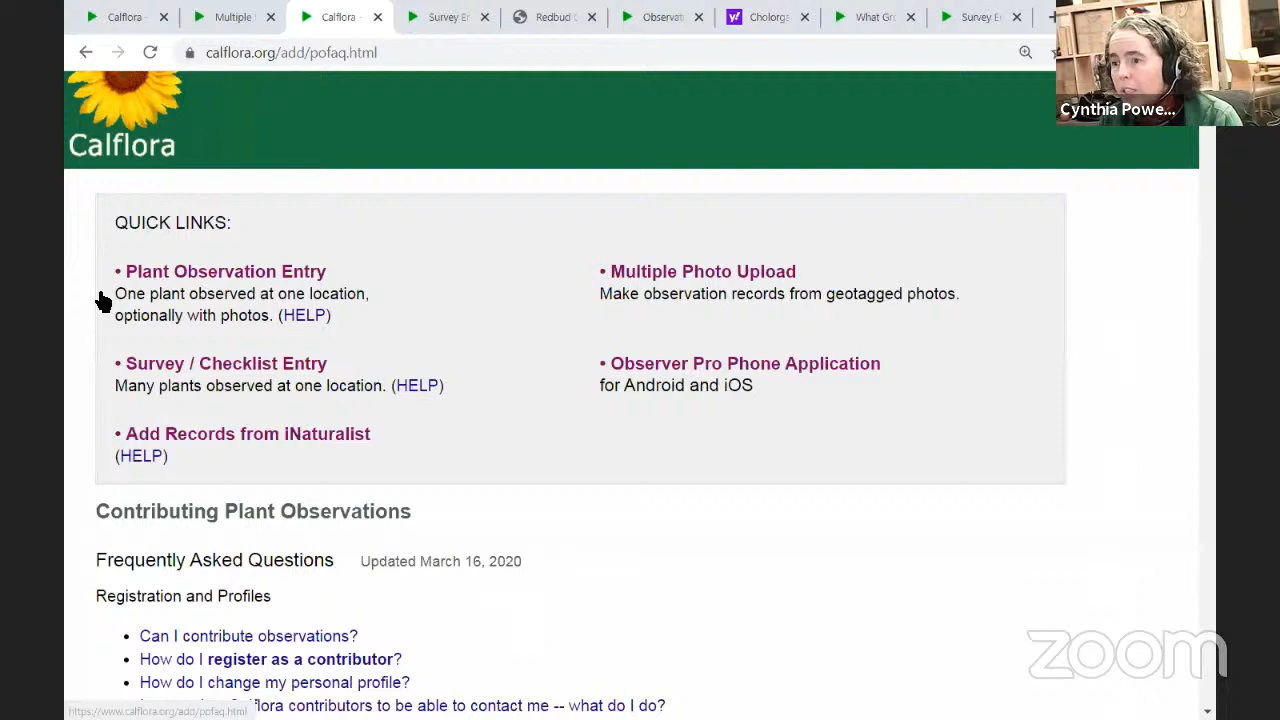 Calflora
Multiple
Calflora -
Survey E
Redbud
Observat
Cholorga
What Gr
Survey E
calflora.org/add/pofaq.html
Cynthia Powe...
Calflora
QUICK LINKS:
• Plant Observation Entry
One plant observed at one location,
optionally with photos. (HELP)
• Multiple Photo Upload
Make observation records from geotagged photos.
• Survey / Checklist Entry
Many plants observed at one location. (HELP)
• Observer Pro Phone Application
for Android and iOS
• Add Records from iNaturalist
(HELP)
Contributing Plant Observations
Frequently Asked Questions Updated March 16, 2020
Registration and Profiles
• Can I contribute observations?
• How do I register as a contributor?
• How do I change my personal profile?
flora contributors to be able to contact me -- what do I do?
https://www.calflora.org/add/pofaq.html
zoom